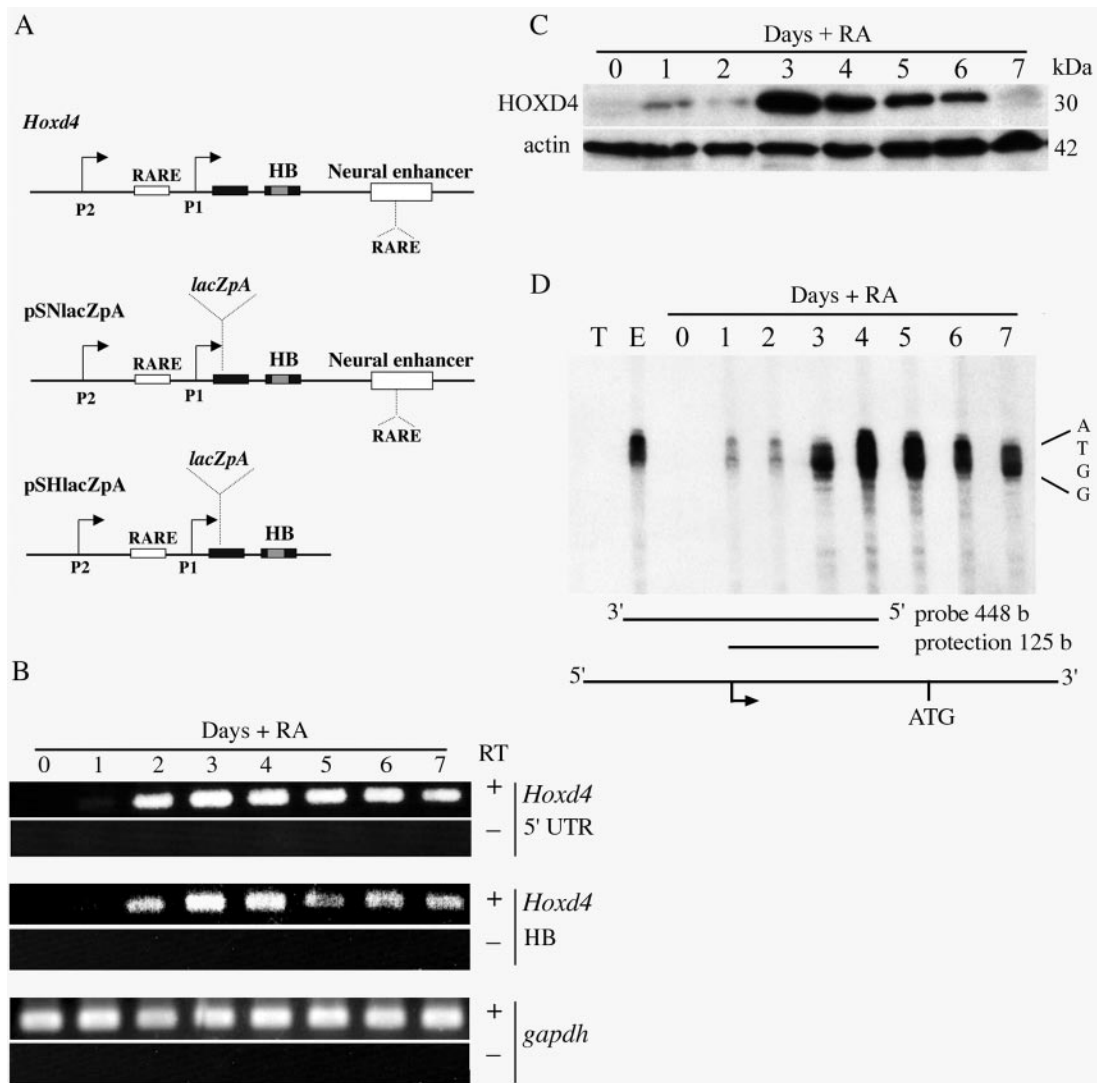 A
Hoxd4
P2
RARE
P1
HB
Neural enhancer
RARE
pSNlacZpA
lacZpA
P2
RARE
P1
HB
Neural enhancer
RARE
pSHlacZpA
lacZpA
P2
RARE
P1
HB
B
Days + RA
0 1 2 3 4 5 6 7 RT
+
Hoxd4
–
5' UTR
+
Hoxd4
–
HB
+
gapdh
–
C
Days + RA
0 1 2 3 4 5 6 7 kDa
HOXD4 30
actin 42
D
Days + RA
T E 0 1 2 3 4 5 6 7
A
T
G
G
3' 5' probe 448 b
protection 125 b
5' 3'
ATG